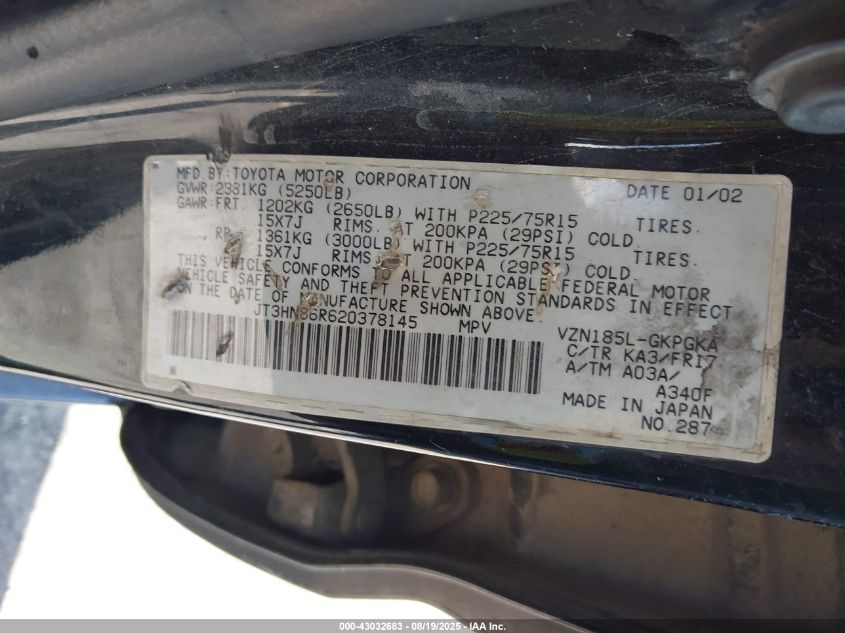 MFD.BY:TOYOTA MOTOR CORPORATION DATE 01/02
GVWR:2381KG (5250LB)
GAWR:FRT. 1202KG (2650LB) WITH P225/75R15 TIRES.
15X7J RIMS. AT 200KPA (29PSI) COLD.
RR. 1361KG (3000LB) WITH P225/75R15 TIRES.
15X7J RIMS. AT 200KPA (29PSI) COLD.
THIS VEHICLE CONFORMS TO ALL APPLICABLE FEDERAL MOTOR
VEHICLE SAFETY AND THEFT PREVENTION STANDARDS IN EFFECT
ON THE DATE OF MANUFACTURE SHOWN ABOVE.
JT3HN86R620378145 MPV
VZN185L-GKPGKA
C/TR KA3/FR17
A/TM A03A/
A340F
MADE IN JAPAN
NO.287
000-43032683 - 08/19/2025 - IAA Inc.